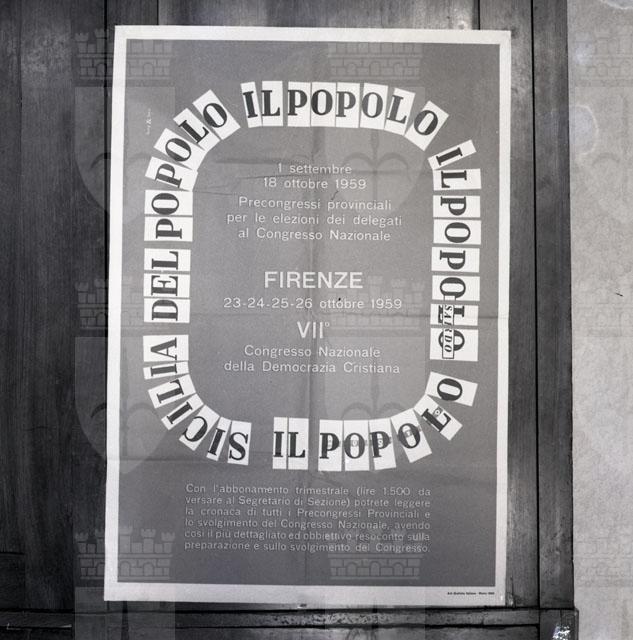 IL POPOLO
IL POPOLO
SARDO
IL POPOLO
SICILIA DEL POPOLO
1 settembre
18 ottobre 1959
Precongressi provinciali
per le elezioni dei delegati
al Congresso Nazionale
FIRENZE
23-24-25-26 ottobre 1959
VII°
Congresso Nazionale
della Democrazia Cristiana
Con l'abbonamento trimestrale (lire 1.500 da
versare al Segretario di Sezione) potrete leggere
la cronaca di tutti i Precongressi Provinciali e
lo svolgimento del Congresso Nazionale, avendo
così il più dettagliato ed obbiettivo resoconto sulla
preparazione e sullo svolgimento del Congresso.